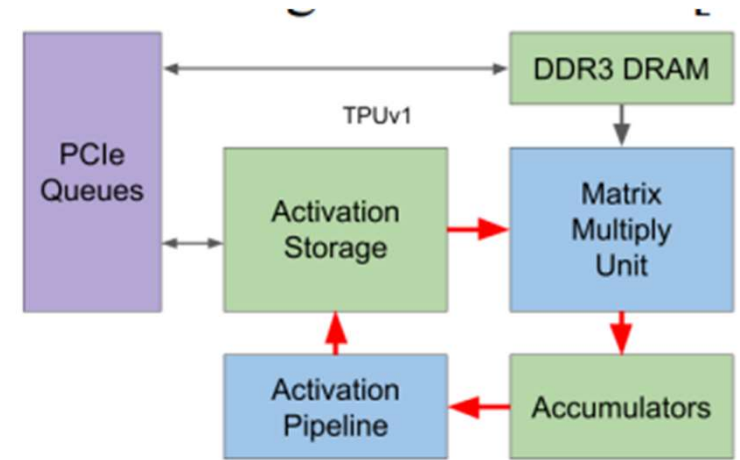 DDR3 DRAM
TPUv1
PCIe
Queues
Activation
Storage
Matrix
Multiply
Unit
Activation
Pipeline
Accumulators